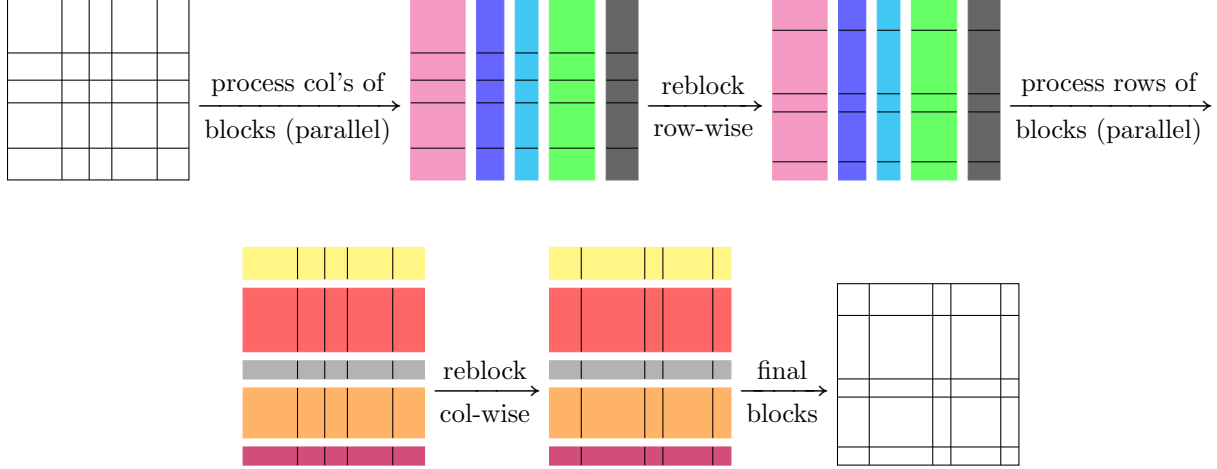 process col's of
blocks (parallel)
reblock
row-wise
process rows of
blocks (parallel)
reblock
col-wise
final
blocks